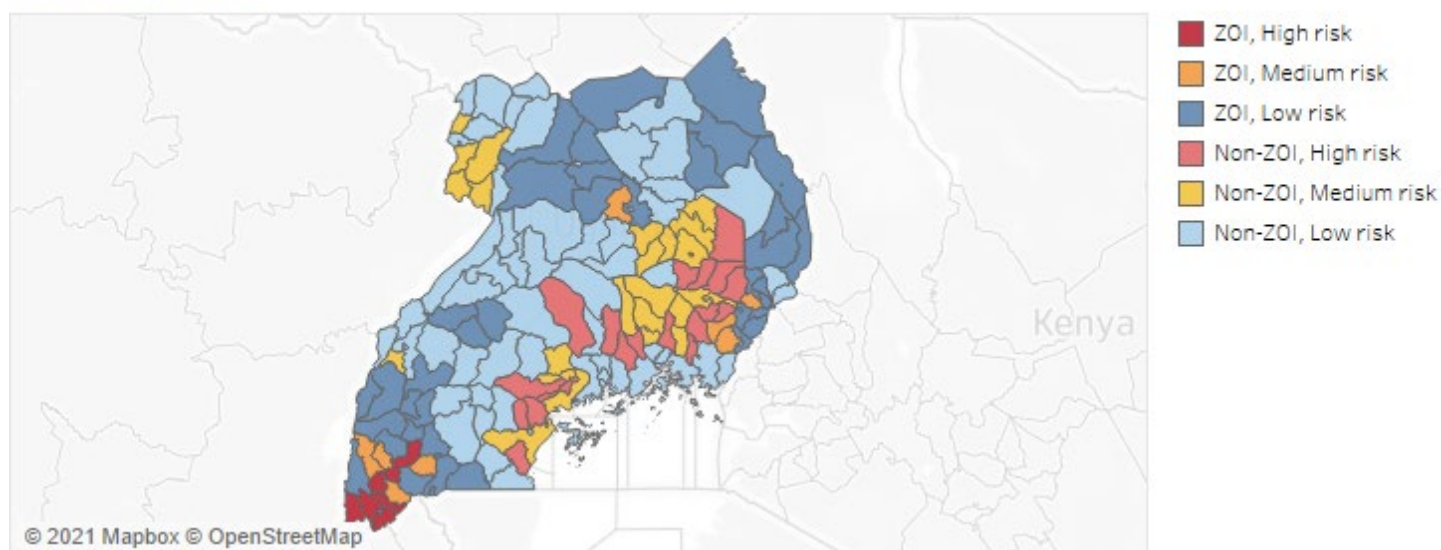 ZOI, High risk
ZOI, Medium risk
ZOI, Low risk
Non-ZOI, High risk
Non-ZOI, Medium risk
Non-ZOI, Low risk
Kenya
© 2021 Mapbox © OpenStreetMap